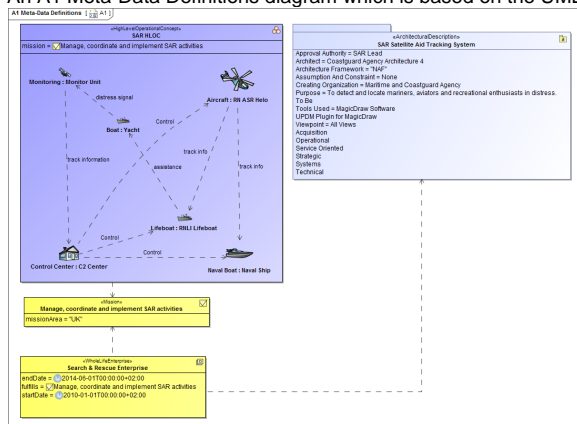 An A1 Meta-Data Definitions diagram which is based on the UML
A1 Meta-Data Definitions [ A1 ]
«HighLevelOperationalConcept»
SAR HLOC
mission = Manage, coordinate and implement SAR activities
Monitoring : Monitor Unit
distress signal
Aircraft : RN ASR Helo
Control
Boat : Yacht
track information
assistance
track info
track info
Lifeboat : RNLI Lifeboat
Control
Control
Control Center : C2 Center
Naval Boat : Naval Ship
«ArchitecturalDescription»
SAR Satellite Aid Tracking System
Approval Authority = SAR Lead
Architect = Coastguard Agency Architecture 4
Architecture Framework = "NAF"
Assumption And Constraint = None
Creating Organization = Maritime and Coastguard Agency
Purpose = To detect and locate mariners, aviators and recreational enthusiasts in distress.
To Be
Tools Used = MagicDraw Software
UPDM Plugin for MagicDraw
Viewpoint = All Views
Acquisition
Operational
Service Oriented
Strategic
Systems
Technical
«Mission»
Manage, coordinate and implement SAR activities
missionArea = "UK"
«WholeLifeEnterprise»
Search & Rescue Enterprise
endDate = 2014-06-01T00:00:00+02:00
fulfills = Manage, coordinate and implement SAR activities
startDate = 2010-01-01T00:00:00+02:00